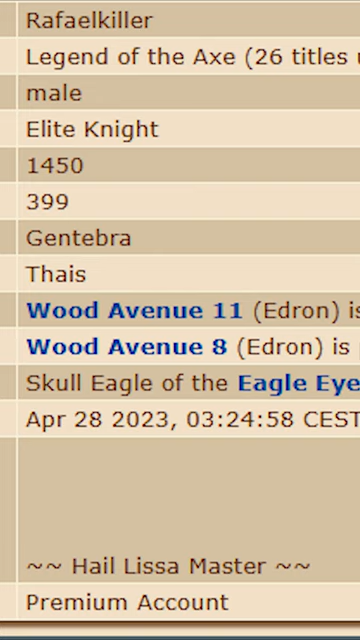 Rafaelkiller
Legend of the Axe (26 titles
male
Elite Knight
1450
399
Gentebra
Thais
Wood Avenue 11 (Edron) is
Wood Avenue 8 (Edron) is
Skull Eagle of the Eagle Eye
Apr 28 2023, 03:24:58 CEST
~~ Hail Lissa Master ~~
Premium Account